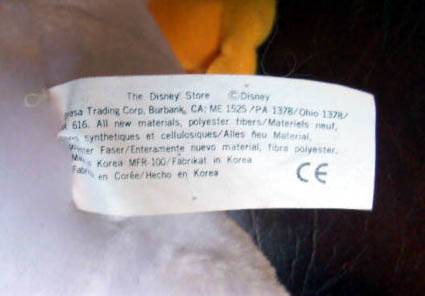 The Disney Store ©Disney
Trading Corp, Burbank, CA; ME 1525/PA 1378/Ohio 1378/
616. All new materials, polyester fibers/Materiels neuf,
synthetiques et cellulosiques/Alles Neu Material,
Faser/Enteramente nuevo material, fibra polyester,
Korea MFR-100/Fabrikat in Korea
en Corée/Hecho en Korea
CE